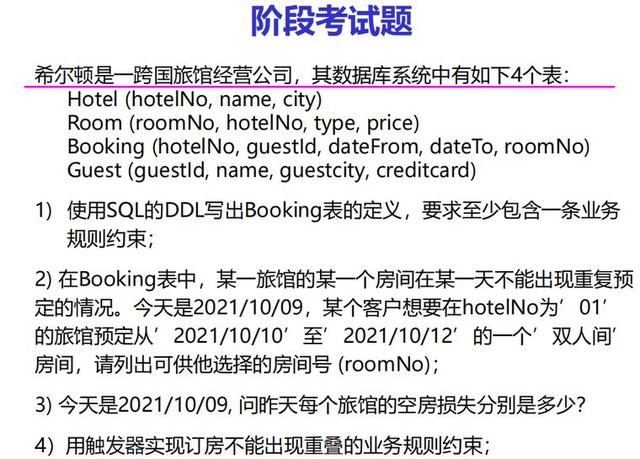 阶段考试题
希尔顿是一跨国旅馆经营公司，其数据库系统中有如下4个表：
Hotel (hotelNo, name, city)
Room (roomNo, hotelNo, type, price)
Booking (hotelNo, guestId, dateFrom, dateTo, roomNo)
Guest (guestId, name, guestcity, creditcard)
1) 使用SQL的DDL写出Booking表的定义，要求至少包含一条业务
规则约束；
2) 在Booking表中，某一旅馆的某一个房间在某一天不能出现重复预
定的情况。今天是2021/10/09，某个客户想要在hotelNo为’01’
的旅馆预定从’2021/10/10’至’2021/10/12’的一个’双人间’
房间，请列出可供他选择的房间号 (roomNo)；
3) 今天是2021/10/09, 问昨天每个旅馆的空房损失分别是多少？
4）用触发器实现订房不能出现重叠的业务规则约束；